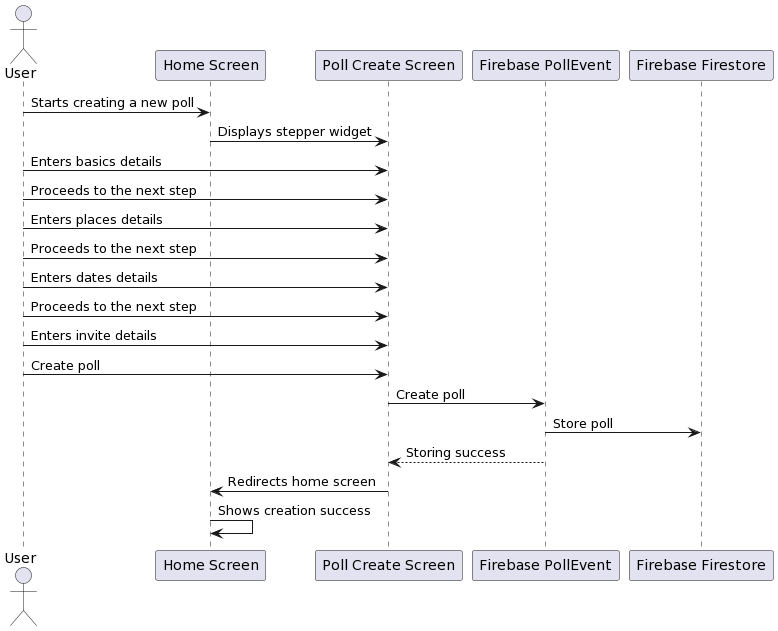 User
Home Screen
Poll Create Screen
Firebase PollEvent
Firebase Firestore
Starts creating a new poll
Displays stepper widget
Enters basics details
Proceeds to the next step
Enters places details
Proceeds to the next step
Enters dates details
Proceeds to the next step
Enters invite details
Create poll
Create poll
Store poll
Storing success
Redirects home screen
Shows creation success
User
Home Screen
Poll Create Screen
Firebase PollEvent
Firebase Firestore